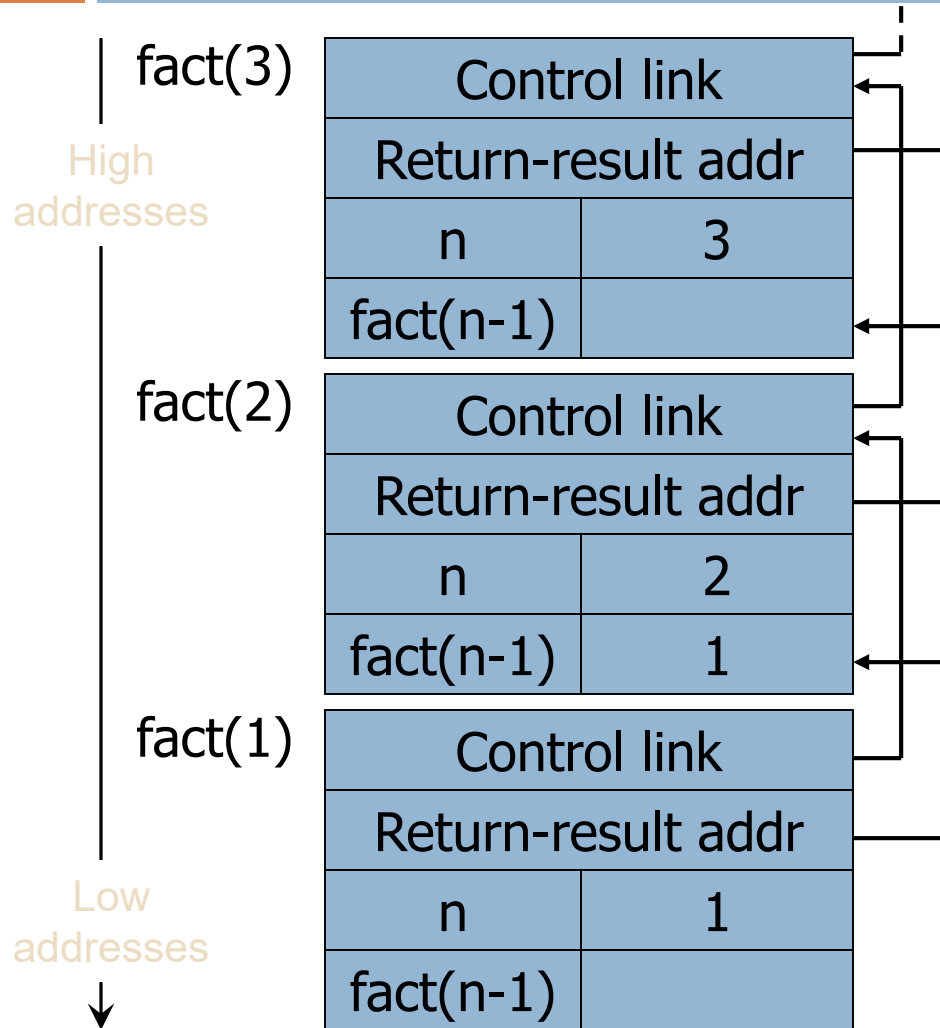 fact(3)
Control link
High
addresses
Return-result addr
n 3
fact(n-1)
fact(2)
Control link
Return-result addr
n 2
fact(n-1) 1
fact(1)
Control link
Return-result addr
Low
addresses
n 1
fact(n-1)